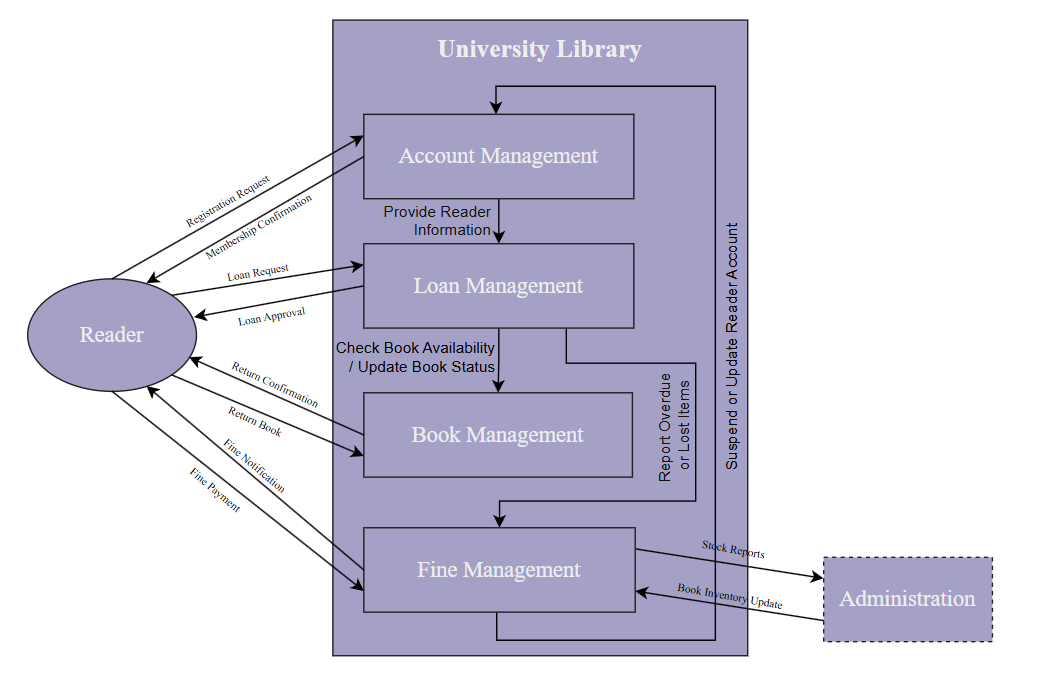 University Library
Account Management
Registration Request
Membership Confirmation
Provide Reader
Information
Loan Request
Loan Management
Loan Approval
Reader
Check Book Availability
/ Update Book Status
Return Confirmation
Return Book
Book Management
Report Overdue
or Lost Items
Suspend or Update Reader Account
Fine Notification
Fine Payment
Fine Management
Stock Reports
Book Inventory Update
Administration